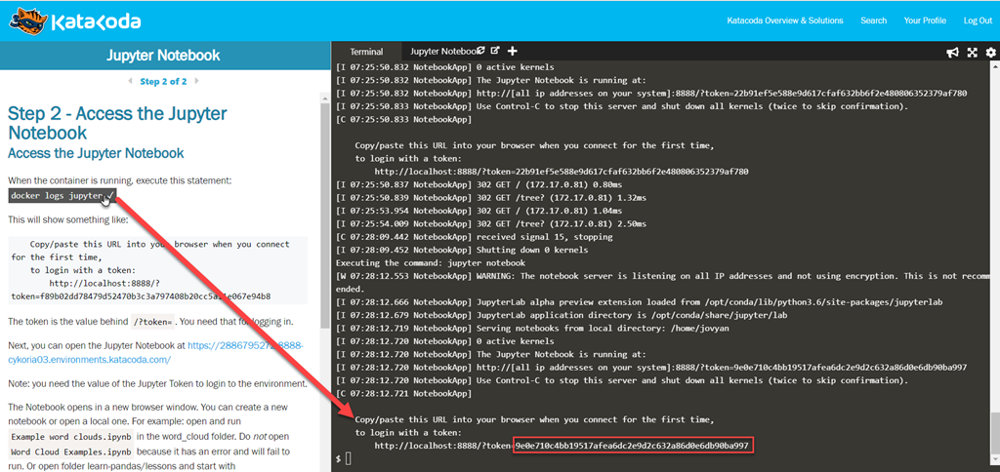 KataKoda
Katacoda Overview & Solutions Search Your Profile Log Out
Jupyter Notebook
Step 2 of 2
Step 2 - Access the Jupyter
Notebook
Access the Jupyter Notebook
When the container is running, execute this statement:
docker logs jupyter ✓
This will show something like:
Copy/paste this URL into your browser when you connect
for the first time,
to login with a token:
http://localhost:8888/?
The token is the value behind /?token= . You need that for logging in.
Next, you can open the Jupyter Notebook at
cykoria03.environments.katacoda.com/
Note: you need the value of the Jupyter Token to login to the environment.
The Notebook opens in a new browser window. You can create a new
notebook or open a local one. For example: open and run
Example word clouds.ipynb in the word_cloud folder. Do not open
Word Cloud Examples.ipynb because it has an error and will fail to
run. Or open folder learn-pandas/lessons and start with
Terminal Jupyter Notebook
[I 07:25:50.832 NotebookApp] 0 active kernels
[I 07:25:50.832 NotebookApp] The Jupyter Notebook is running at:
[I 07:25:50.832 NotebookApp] http://[all ip addresses on your system]:8888/?token=22b91ef5e588e9d617cfaf632bb6f2e480806352379af780
[I 07:25:50.833 NotebookApp] Use Control-C to stop this server and shut down all kernels (twice to skip confirmation).
[C 07:25:50.833 NotebookApp]
Copy/paste this URL into your browser when you connect for the first time,
to login with a token:
http://localhost:8888/?token=22b91ef5e588e9d617cfaf632bb6f2e480806352379af780
[I 07:25:50.837 NotebookApp] 302 GET / (172.17.0.81) 0.80ms
[I 07:25:50.839 NotebookApp] 302 GET /tree? (172.17.0.81) 1.32ms
[I 07:25:53.954 NotebookApp] 302 GET / (172.17.0.81) 1.04ms
[I 07:25:54.009 NotebookApp] 302 GET /tree? (172.17.0.81) 2.50ms
[C 07:28:09.442 NotebookApp] received signal 15, stopping
[I 07:28:09.452 NotebookApp] Shutting down 0 kernels
Executing the command: jupyter notebook
[W 07:28:12.553 NotebookApp] WARNING: The notebook server is listening on all IP addresses and not using encryption. This is not recomm
ended.
[I 07:28:12.666 NotebookApp] JupyterLab alpha preview extension loaded from /opt/conda/lib/python3.6/site-packages/jupyterlab
[I 07:28:12.666 NotebookApp] JupyterLab application directory is /opt/conda/share/jupyter/lab
[I 07:28:12.719 NotebookApp] Serving notebooks from local directory: /home/jovyan
[I 07:28:12.720 NotebookApp] 0 active kernels
[I 07:28:12.720 NotebookApp] The Jupyter Notebook is running at:
[I 07:28:12.720 NotebookApp] http://[all ip addresses on your system]:8888/?token=9e0e710c4bb19517afea6dc2e9d2c632a86d0e6db90ba997
[I 07:28:12.720 NotebookApp] Use Control-C to stop this server and shut down all kernels (twice to skip confirmation).
[C 07:28:12.721 NotebookApp]
Copy/paste this URL into your browser when you connect for the first time,
to login with a token:
http://localhost:8888/?token=9e0e710c4bb19517afea6dc2e9d2c632a86d0e6db90ba997
$